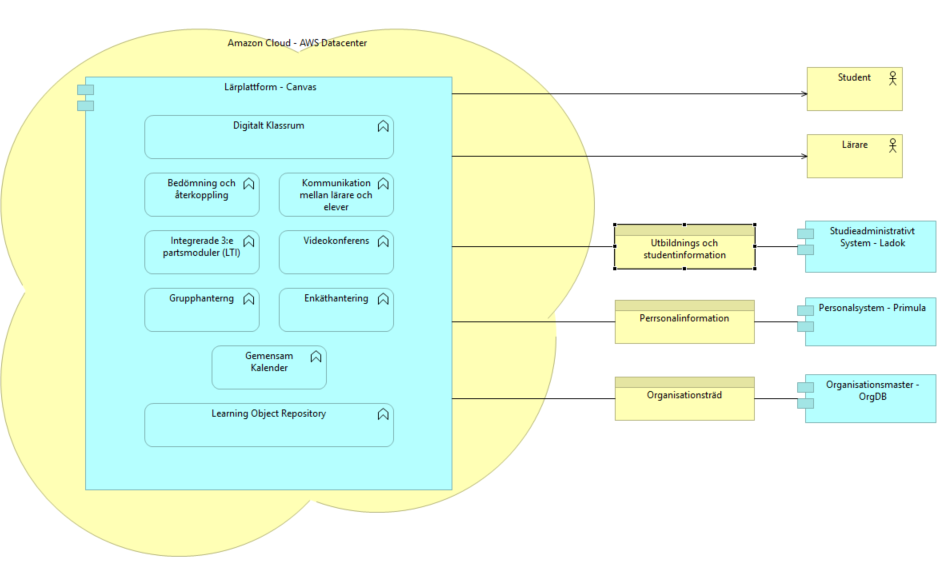 Amazon Cloud - AWS Datacenter
Lärplattform - Canvas
Digitalt Klassrum
Bedömning och
återkoppling
Kommunikation
mellan lärare och
elever
Integrerade 3:e
partsmoduler (LTI)
Videokonferens
Grupphanterng
Enkäthantering
Gemensam
Kalender
Learning Object Repository
Student
Lärare
Utbildnings och
studentinformation
Studieadministrativt
System - Ladok
Perrsonalinformation
Personalsystem - Primula
Organisationsträd
Organisationsmaster -
OrgDB